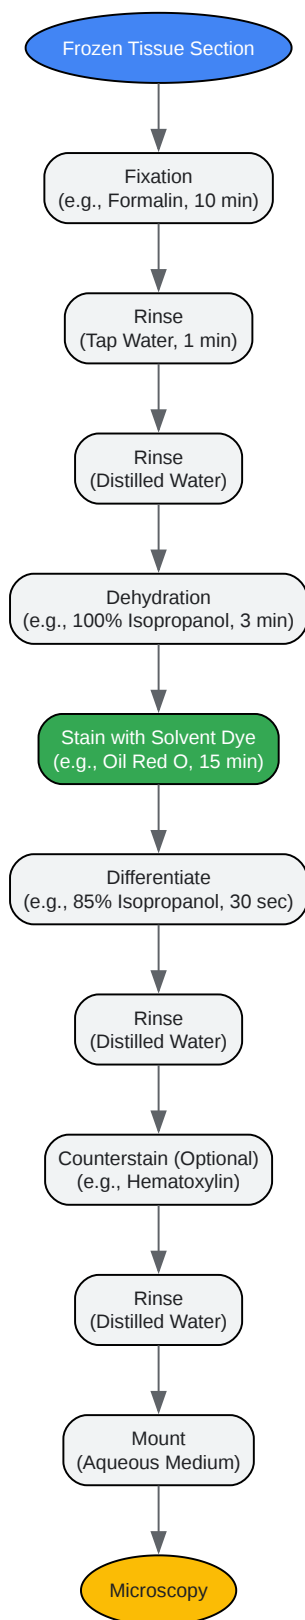 Frozen Tissue Section
Fixation
(e.g., Formalin, 10 min)
Rinse
(Tap Water, 1 min)
Rinse
(Distilled Water)
Dehydration
(e.g., 100% Isopropanol, 3 min)
Stain with Solvent Dye
(e.g., Oil Red O, 15 min)
Differentiate
(e.g., 85% Isopropanol, 30 sec)
Rinse
(Distilled Water)
Counterstain (Optional)
(e.g., Hematoxylin)
Rinse
(Distilled Water)
Mount
(Aqueous Medium)
Microscopy